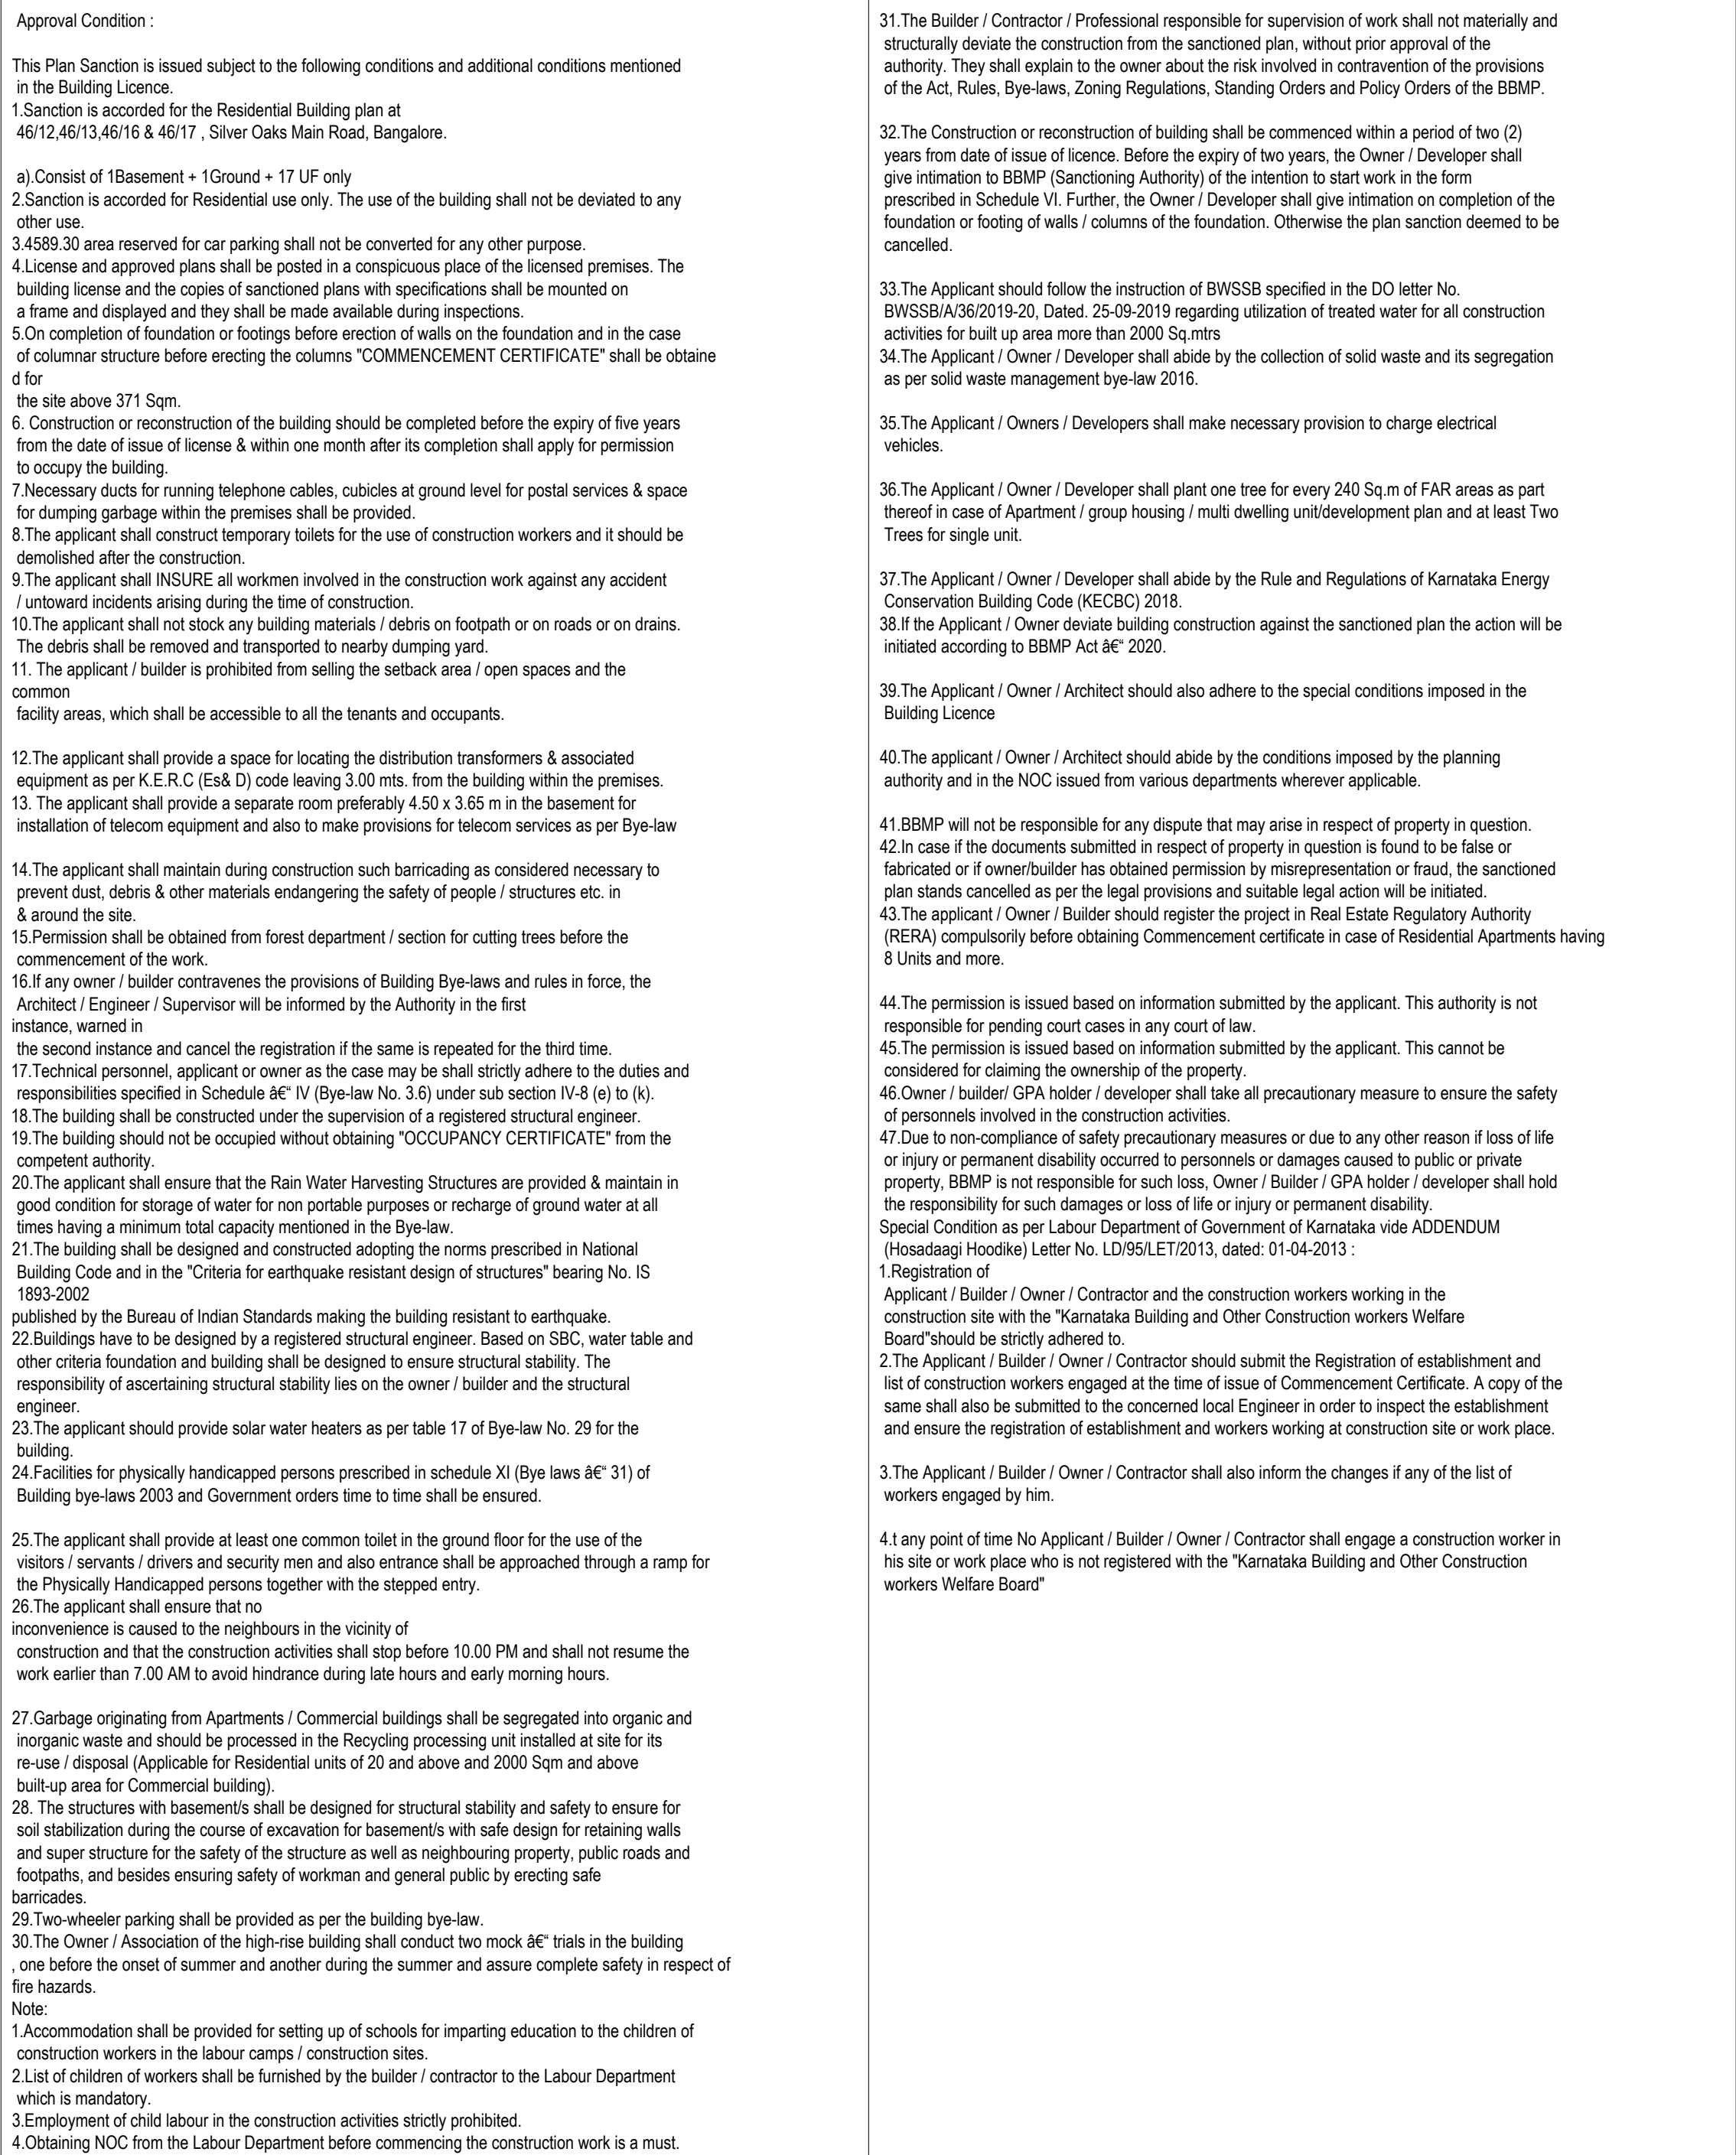 Approval Condition :
This Plan Sanction is issued subject to the following conditions and additional conditions mentioned
in the Building Licence.
1.Sanction is accorded for the Residential Building plan at
46/12,46/13,46/16 & 46/17 , Silver Oaks Main Road, Bangalore.
a).Consist of 1Basement + 1Ground + 17 UF only
2.Sanction is accorded for Residential use only. The use of the building shall not be deviated to any
other use.
3.4589.30 area reserved for car parking shall not be converted for any other purpose.
4.License and approved plans shall be posted in a conspicuous place of the licensed premises. The
building license and the copies of sanctioned plans with specifications shall be mounted on
a frame and displayed and they shall be made available during inspections.
5.On completion of foundation or footings before erection of walls on the foundation and in the case
of columnar structure before erecting the columns "COMMENCEMENT CERTIFICATE" shall be obtaine
d for
the site above 371 Sqm.
6. Construction or reconstruction of the building should be completed before the expiry of five years
from the date of issue of license & within one month after its completion shall apply for permission
to occupy the building.
7.Necessary ducts for running telephone cables, cubicles at ground level for postal services & space
for dumping garbage within the premises shall be provided.
8.The applicant shall construct temporary toilets for the use of construction workers and it should be
demolished after the construction.
9.The applicant shall INSURE all workmen involved in the construction work against any accident
/ untoward incidents arising during the time of construction.
10.The applicant shall not stock any building materials / debris on footpath or on roads or on drains.
The debris shall be removed and transported to nearby dumping yard.
11. The applicant / builder is prohibited from selling the setback area / open spaces and the
common
facility areas, which shall be accessible to all the tenants and occupants.
12.The applicant shall provide a space for locating the distribution transformers & associated
equipment as per K.E.R.C (Es& D) code leaving 3.00 mts. from the building within the premises.
13. The applicant shall provide a separate room preferably 4.50 x 3.65 m in the basement for
installation of telecom equipment and also to make provisions for telecom services as per Bye-law
14.The applicant shall maintain during construction such barricading as considered necessary to
prevent dust, debris & other materials endangering the safety of people / structures etc. in
& around the site.
15.Permission shall be obtained from forest department / section for cutting trees before the
commencement of the work.
16.If any owner / builder contravenes the provisions of Building Bye-laws and rules in force, the
Architect / Engineer / Supervisor will be informed by the Authority in the first
instance, warned in
the second instance and cancel the registration if the same is repeated for the third time.
17.Technical personnel, applicant or owner as the case may be shall strictly adhere to the duties and
responsibilities specified in Schedule â€“ IV (Bye-law No. 3.6) under sub section IV-8 (e) to (k).
18.The building shall be constructed under the supervision of a registered structural engineer.
19.The building should not be occupied without obtaining "OCCUPANCY CERTIFICATE" from the
competent authority.
20.The applicant shall ensure that the Rain Water Harvesting Structures are provided & maintain in
good condition for storage of water for non portable purposes or recharge of ground water at all
times having a minimum total capacity mentioned in the Bye-law.
21.The building shall be designed and constructed adopting the norms prescribed in National
Building Code and in the "Criteria for earthquake resistant design of structures" bearing No. IS
1893-2002
published by the Bureau of Indian Standards making the building resistant to earthquake.
22.Buildings have to be designed by a registered structural engineer. Based on SBC, water table and
other criteria foundation and building shall be designed to ensure structural stability. The
responsibility of ascertaining structural stability lies on the owner / builder and the structural
engineer.
23.The applicant should provide solar water heaters as per table 17 of Bye-law No. 29 for the
building.
24.Facilities for physically handicapped persons prescribed in schedule XI (Bye laws â€“ 31) of
Building bye-laws 2003 and Government orders time to time shall be ensured.
25.The applicant shall provide at least one common toilet in the ground floor for the use of the
visitors / servants / drivers and security men and also entrance shall be approached through a ramp for
the Physically Handicapped persons together with the stepped entry.
26.The applicant shall ensure that no
inconvenience is caused to the neighbours in the vicinity of
construction and that the construction activities shall stop before 10.00 PM and shall not resume the
work earlier than 7.00 AM to avoid hindrance during late hours and early morning hours.
27.Garbage originating from Apartments / Commercial buildings shall be segregated into organic and
inorganic waste and should be processed in the Recycling processing unit installed at site for its
re-use / disposal (Applicable for Residential units of 20 and above and 2000 Sqm and above
built-up area for Commercial building).
28. The structures with basement/s shall be designed for structural stability and safety to ensure for
soil stabilization during the course of excavation for basement/s with safe design for retaining walls
and super structure for the safety of the structure as well as neighbouring property, public roads and
footpaths, and besides ensuring safety of workman and general public by erecting safe
barricades.
29.Two-wheeler parking shall be provided as per the building bye-law.
30.The Owner / Association of the high-rise building shall conduct two mock â€“ trials in the building
, one before the onset of summer and another during the summer and assure complete safety in respect of
fire hazards.
Note:
1.Accommodation shall be provided for setting up of schools for imparting education to the children of
construction workers in the labour camps / construction sites.
2.List of children of workers shall be furnished by the builder / contractor to the Labour Department
which is mandatory.
3.Employment of child labour in the construction activities strictly prohibited.
4.Obtaining NOC from the Labour Department before commencing the construction work is a must.
31.The Builder / Contractor / Professional responsible for supervision of work shall not materially and
structurally deviate the construction from the sanctioned plan, without prior approval of the
authority. They shall explain to the owner about the risk involved in contravention of the provisions
of the Act, Rules, Bye-laws, Zoning Regulations, Standing Orders and Policy Orders of the BBMP.
32.The Construction or reconstruction of building shall be commenced within a period of two (2)
years from date of issue of licence. Before the expiry of two years, the Owner / Developer shall
give intimation to BBMP (Sanctioning Authority) of the intention to start work in the form
prescribed in Schedule VI. Further, the Owner / Developer shall give intimation on completion of the
foundation or footing of walls / columns of the foundation. Otherwise the plan sanction deemed to be
cancelled.
33.The Applicant should follow the instruction of BWSSB specified in the DO letter No.
BWSSB/A/36/2019-20, Dated. 25-09-2019 regarding utilization of treated water for all construction
activities for built up area more than 2000 Sq.mtrs
34.The Applicant / Owner / Developer shall abide by the collection of solid waste and its segregation
as per solid waste management bye-law 2016.
35.The Applicant / Owners / Developers shall make necessary provision to charge electrical
vehicles.
36.The Applicant / Owner / Developer shall plant one tree for every 240 Sq.m of FAR areas as part
thereof in case of Apartment / group housing / multi dwelling unit/development plan and at least Two
Trees for single unit.
37.The Applicant / Owner / Developer shall abide by the Rule and Regulations of Karnataka Energy
Conservation Building Code (KECBC) 2018.
38.If the Applicant / Owner deviate building construction against the sanctioned plan the action will be
initiated according to BBMP Act â€“ 2020.
39.The Applicant / Owner / Architect should also adhere to the special conditions imposed in the
Building Licence
40.The applicant / Owner / Architect should abide by the conditions imposed by the planning
authority and in the NOC issued from various departments wherever applicable.
41.BBMP will not be responsible for any dispute that may arise in respect of property in question.
42.In case if the documents submitted in respect of property in question is found to be false or
fabricated or if owner/builder has obtained permission by misrepresentation or fraud, the sanctioned
plan stands cancelled as per the legal provisions and suitable legal action will be initiated.
43.The applicant / Owner / Builder should register the project in Real Estate Regulatory Authority
(RERA) compulsorily before obtaining Commencement certificate in case of Residential Apartments having
8 Units and more.
44.The permission is issued based on information submitted by the applicant. This authority is not
responsible for pending court cases in any court of law.
45.The permission is issued based on information submitted by the applicant. This cannot be
considered for claiming the ownership of the property.
46.Owner / builder/ GPA holder / developer shall take all precautionary measure to ensure the safety
of personnels involved in the construction activities.
47.Due to non-compliance of safety precautionary measures or due to any other reason if loss of life
or injury or permanent disability occurred to personnels or damages caused to public or private
property, BBMP is not responsible for such loss, Owner / Builder / GPA holder / developer shall hold
the responsibility for such damages or loss of life or injury or permanent disability.
Special Condition as per Labour Department of Government of Karnataka vide ADDENDUM
(Hosadaagi Hoodike) Letter No. LD/95/LET/2013, dated: 01-04-2013 :
1.Registration of
Applicant / Builder / Owner / Contractor and the construction workers working in the
construction site with the "Karnataka Building and Other Construction workers Welfare
Board"should be strictly adhered to.
2.The Applicant / Builder / Owner / Contractor should submit the Registration of establishment and
list of construction workers engaged at the time of issue of Commencement Certificate. A copy of the
same shall also be submitted to the concerned local Engineer in order to inspect the establishment
and ensure the registration of establishment and workers working at construction site or work place.
3.The Applicant / Builder / Owner / Contractor shall also inform the changes if any of the list of
workers engaged by him.
4.t any point of time No Applicant / Builder / Owner / Contractor shall engage a construction worker in
his site or work place who is not registered with the "Karnataka Building and Other Construction
workers Welfare Board"